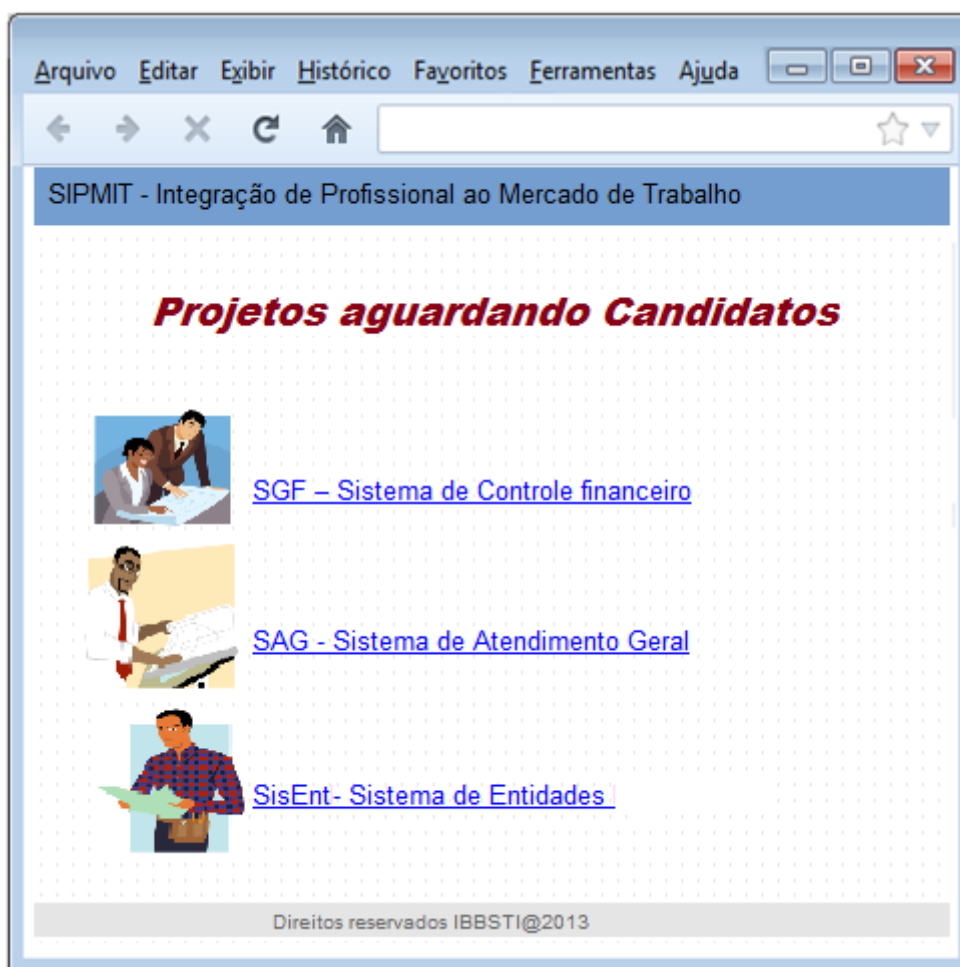 Arquivo Editar Exibir Histórico Favoritos Ferramentas Ajuda
SIPMIT - Integração de Profissional ao Mercado de Trabalho
Projetos aguardando Candidatos
SGF – Sistema de Controle financeiro
SAG - Sistema de Atendimento Geral
SisEnt- Sistema de Entidades
Direitos reservados IBBSTI@2013